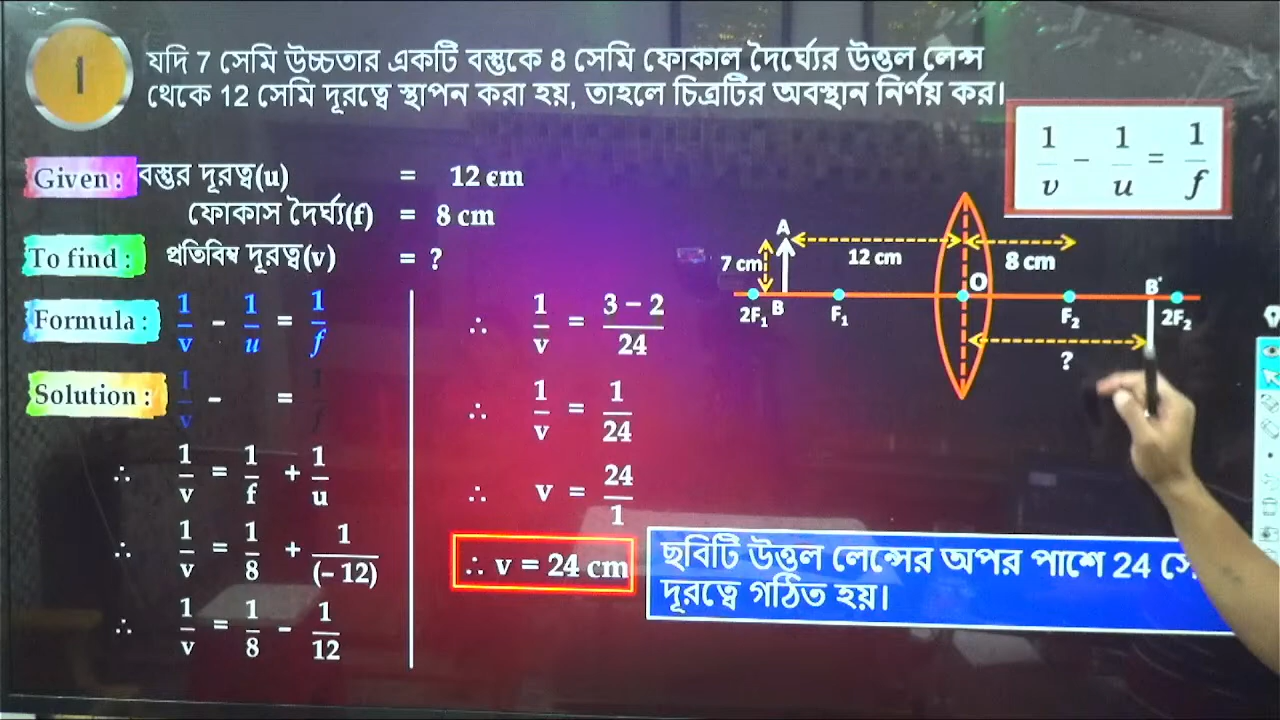 1
যদি 7 সেমি উচ্চতার একটি বস্তুকে 8 সেমি ফোকাল দৈর্ঘ্যের উত্তল লেন্স
থেকে 12 সেমি দূরত্বে স্থাপন করা হয়, তাহলে চিত্রটির অবস্থান নির্ণয় কর।
1/v - 1/u = 1/f
Given : বস্তুর দূরত্ব(u) = 12 cm
ফোকাস দৈর্ঘ্য(f) = 8 cm
To find : প্রতিবিম্ব দূরত্ব(v) = ?
Formula : 1/v - 1/u = 1/f
Solution : 1/v - = 1/f
∴ 1/v = 1/f + 1/u
∴ 1/v = 1/8 + 1/(– 12)
∴ 1/v = 1/8 - 1/12
∴ 1/v = (3 – 2)/24
∴ 1/v = 1/24
∴ v = 24/1
∴ v = 24 cm
A
7 cm
12 cm
8 cm
O
B'
2F₁ B F₁ F₂ 2F₂
?
ছবিটি উত্তল লেন্সের অপর পাশে 24
দূরত্বে গঠিত হয়।